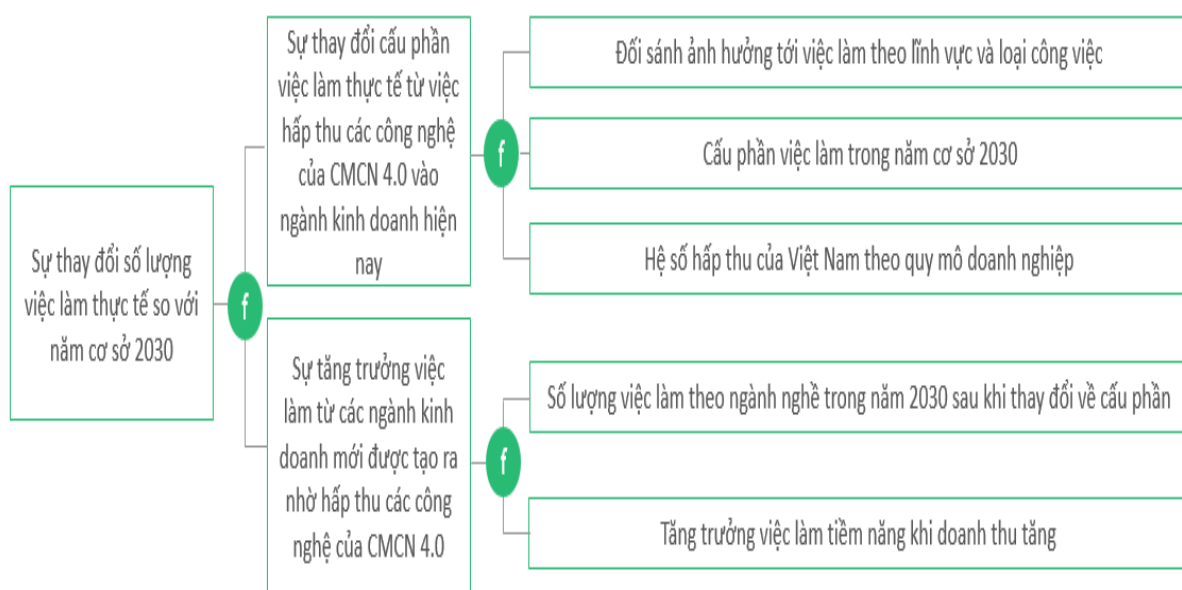 Sự thay đổi số lượng
việc làm thực tế so với
năm cơ sở 2030
f
Sự thay đổi cấu phần
việc làm thực tế từ việc
hấp thu các công nghệ
của CMCN 4.0 vào
ngành kinh doanh hiện
nay
f
Đối sánh ảnh hưởng tới việc làm theo lĩnh vực và loại công việc
Cấu phần việc làm trong năm cơ sở 2030
Hệ số hấp thu của Việt Nam theo quy mô doanh nghiệp
Sự tăng trưởng việc
làm từ các ngành kinh
doanh mới được tạo ra
nhờ hấp thu các công
nghệ của CMCN 4.0
f
Số lượng việc làm theo ngành nghề trong năm 2030 sau khi thay đổi về cấu phần
Tăng trưởng việc làm tiềm năng khi doanh thu tăng